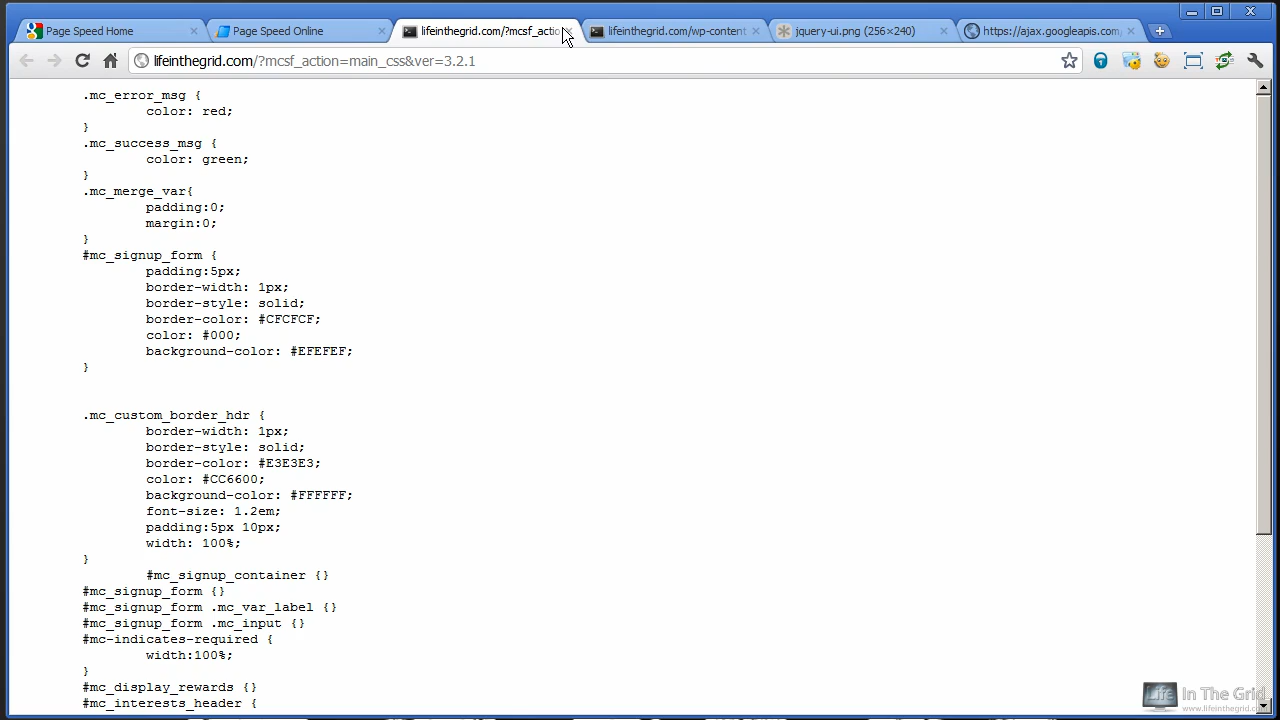 Page Speed Home
Page Speed Online
lifeinthegrid.com/?mcsf_actio
lifeinthegrid.com/wp-content
jquery-ui.png (256×240)
https://ajax.googleapis.com/
lifeinthegrid.com/?mcsf_action=main_css&ver=3.2.1
.mc_error_msg {
color: red;
}
.mc_success_msg {
color: green;
}
.mc_merge_var{
padding:0;
margin:0;
}
#mc_signup_form {
padding:5px;
border-width: 1px;
border-style: solid;
border-color: #CFCFCF;
color: #000;
background-color: #EFEFEF;
}
.mc_custom_border_hdr {
border-width: 1px;
border-style: solid;
border-color: #E3E3E3;
color: #CC6600;
background-color: #FFFFFF;
font-size: 1.2em;
padding:5px 10px;
width: 100%;
}
#mc_signup_container {}
#mc_signup_form {}
#mc_signup_form .mc_var_label {}
#mc_signup_form .mc_input {}
#mc-indicates-required {
width:100%;
}
#mc_display_rewards {}
#mc_interests_header {
Life In The Grid
www.lifeinthegrid.com